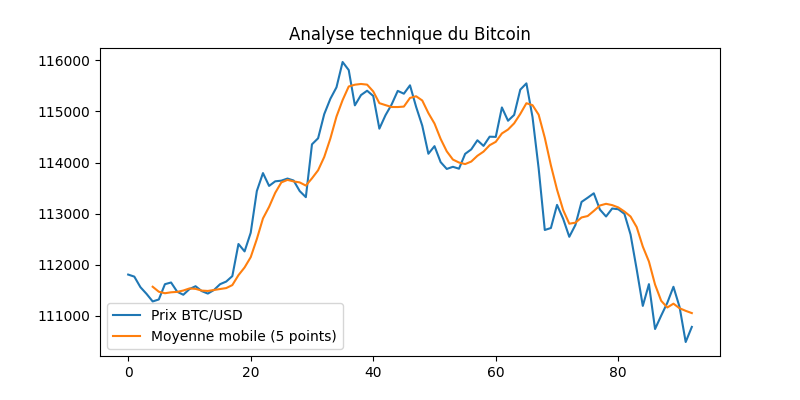 Analyse technique du Bitcoin
116000
115000
114000
113000
112000
111000
Prix BTC/USD
Moyenne mobile (5 points)
0 20 40 60 80